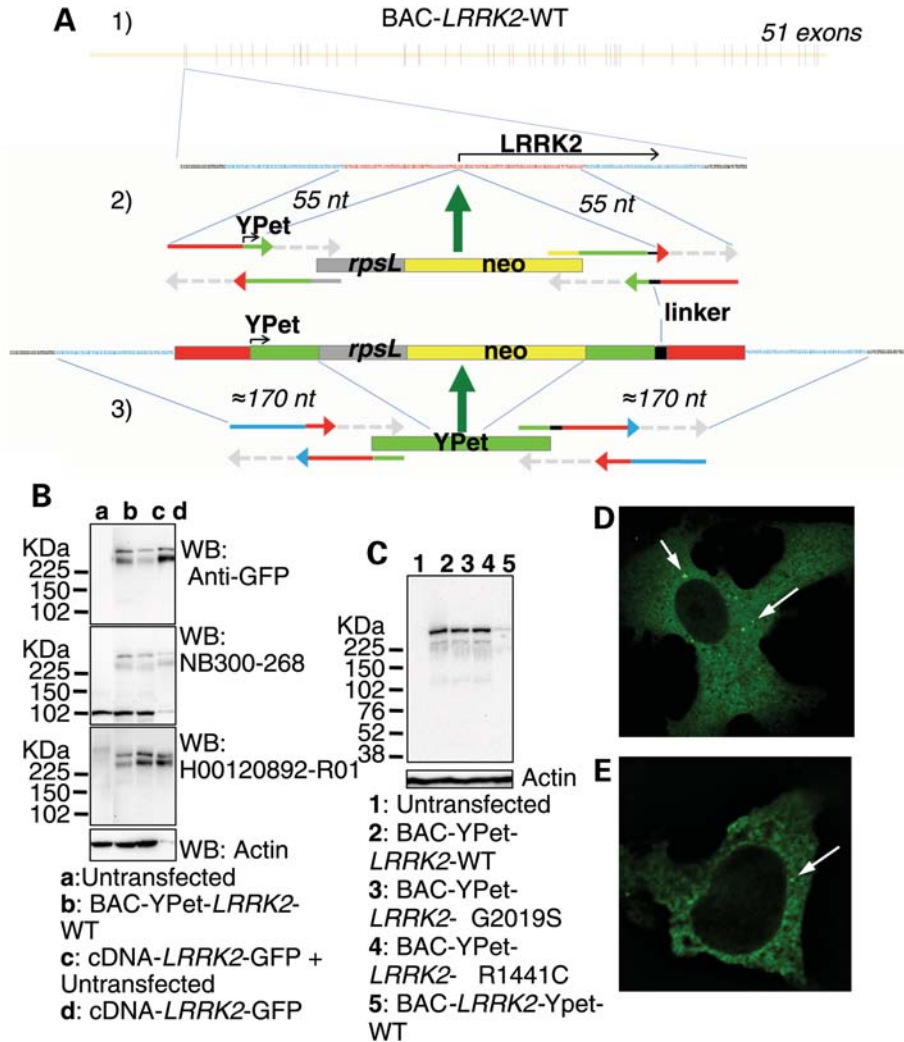 A
1)
BAC-LRRK2-WT
51 exons
LRRK2
2)
55 nt
55 nt
YPet
rpsL
neo
linker
YPet
rpsL
neo
≈170 nt
≈170 nt
3)
YPet
B
a b c d
KDa
225
150
102
WB:
Anti-GFP
225
150
102
WB:
NB300-268
KDa
225
150
102
WB:
H00120892-R01
WB: Actin
a:Untransfected
b: BAC-YPet-LRRK2-
WT
c: cDNA-LRRK2-GFP +
Untransfected
d: cDNA-LRRK2-GFP
C
1 2 3 4 5
KDa
225
150
102
76
52
38
Actin
1: Untransfected
2: BAC-YPet-
LRRK2-WT
3: BAC-YPet-
LRRK2- G2019S
4: BAC-YPet-
LRRK2- R1441C
5: BAC-LRRK2-Ypet-
WT
D
E